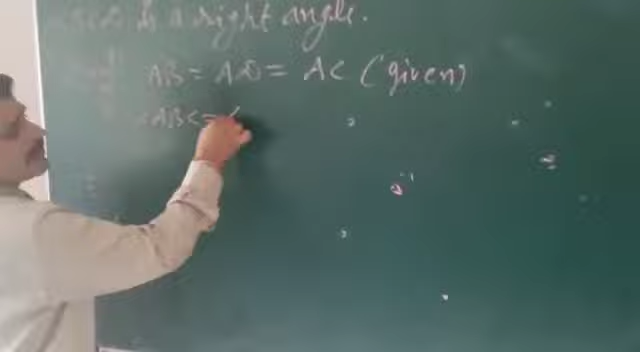 is a right angle.
AB = AD = AC (given)
<ABC = <